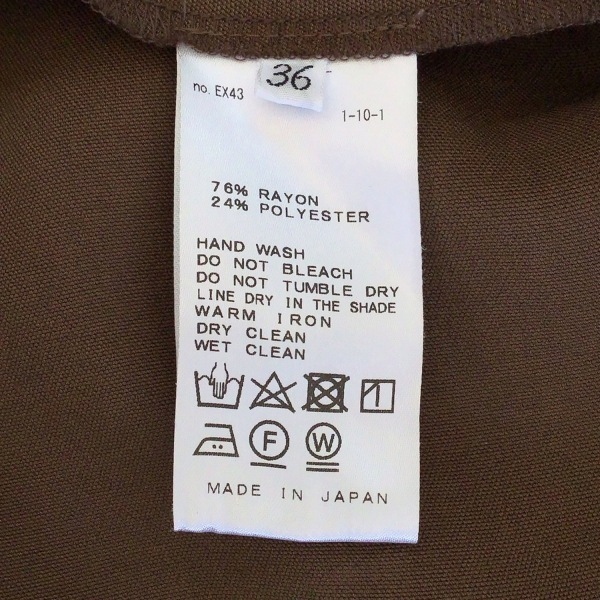 36
no. EX43
1-10-1
76% RAYON
24% POLYESTER
HAND WASH
DO NOT BLEACH
DO NOT TUMBLE DRY
LINE DRY IN THE SHADE
WARM IRON
DRY CLEAN
WET CLEAN
F W
MADE IN JAPAN